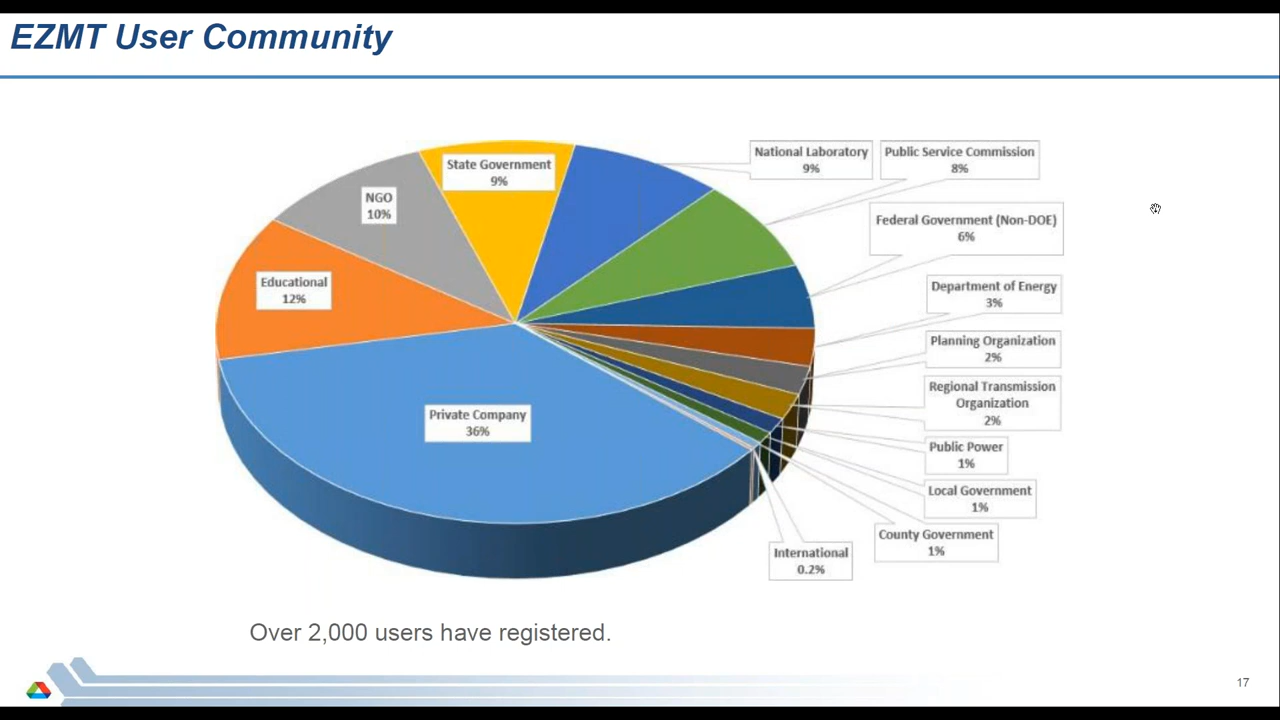 EZMT User Community
State Government
9%
National Laboratory
9%
Public Service Commission
8%
NGO
10%
Federal Government (Non-DOE)
6%
Educational
12%
Department of Energy
3%
Planning Organization
2%
Regional Transmission
Organization
2%
Private Company
36%
Public Power
1%
Local Government
1%
County Government
1%
International
0.2%
Over 2,000 users have registered.
17